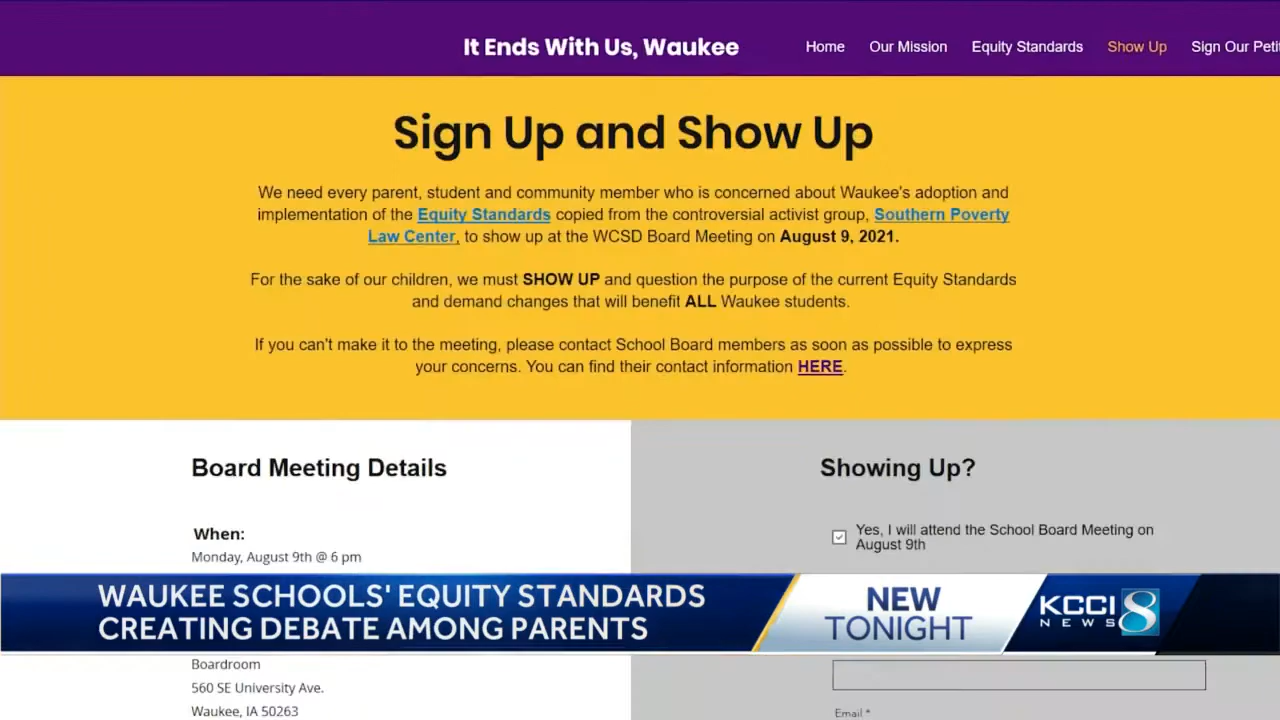 It Ends With Us, Waukee
Home Our Mission Equity Standards Show Up Sign Our Peti
Sign Up and Show Up
We need every parent, student and community member who is concerned about Waukee's adoption and
implementation of the Equity Standards copied from the controversial activist group, Southern Poverty
Law Center, to show up at the WCSD Board Meeting on August 9, 2021.
For the sake of our children, we must SHOW UP and question the purpose of the current Equity Standards
and demand changes that will benefit ALL Waukee students.
If you can't make it to the meeting, please contact School Board members as soon as possible to express
your concerns. You can find their contact information HERE.
Board Meeting Details
When:
Monday, August 9th @ 6 pm
Showing Up?
Yes, I will attend the School Board Meeting on
August 9th
WAUKEE SCHOOLS' EQUITY STANDARDS
CREATING DEBATE AMONG PARENTS
NEW
TONIGHT
KCCI 8
NEWS
Boardroom
560 SE University Ave.
Waukee, IA 50263
Email *